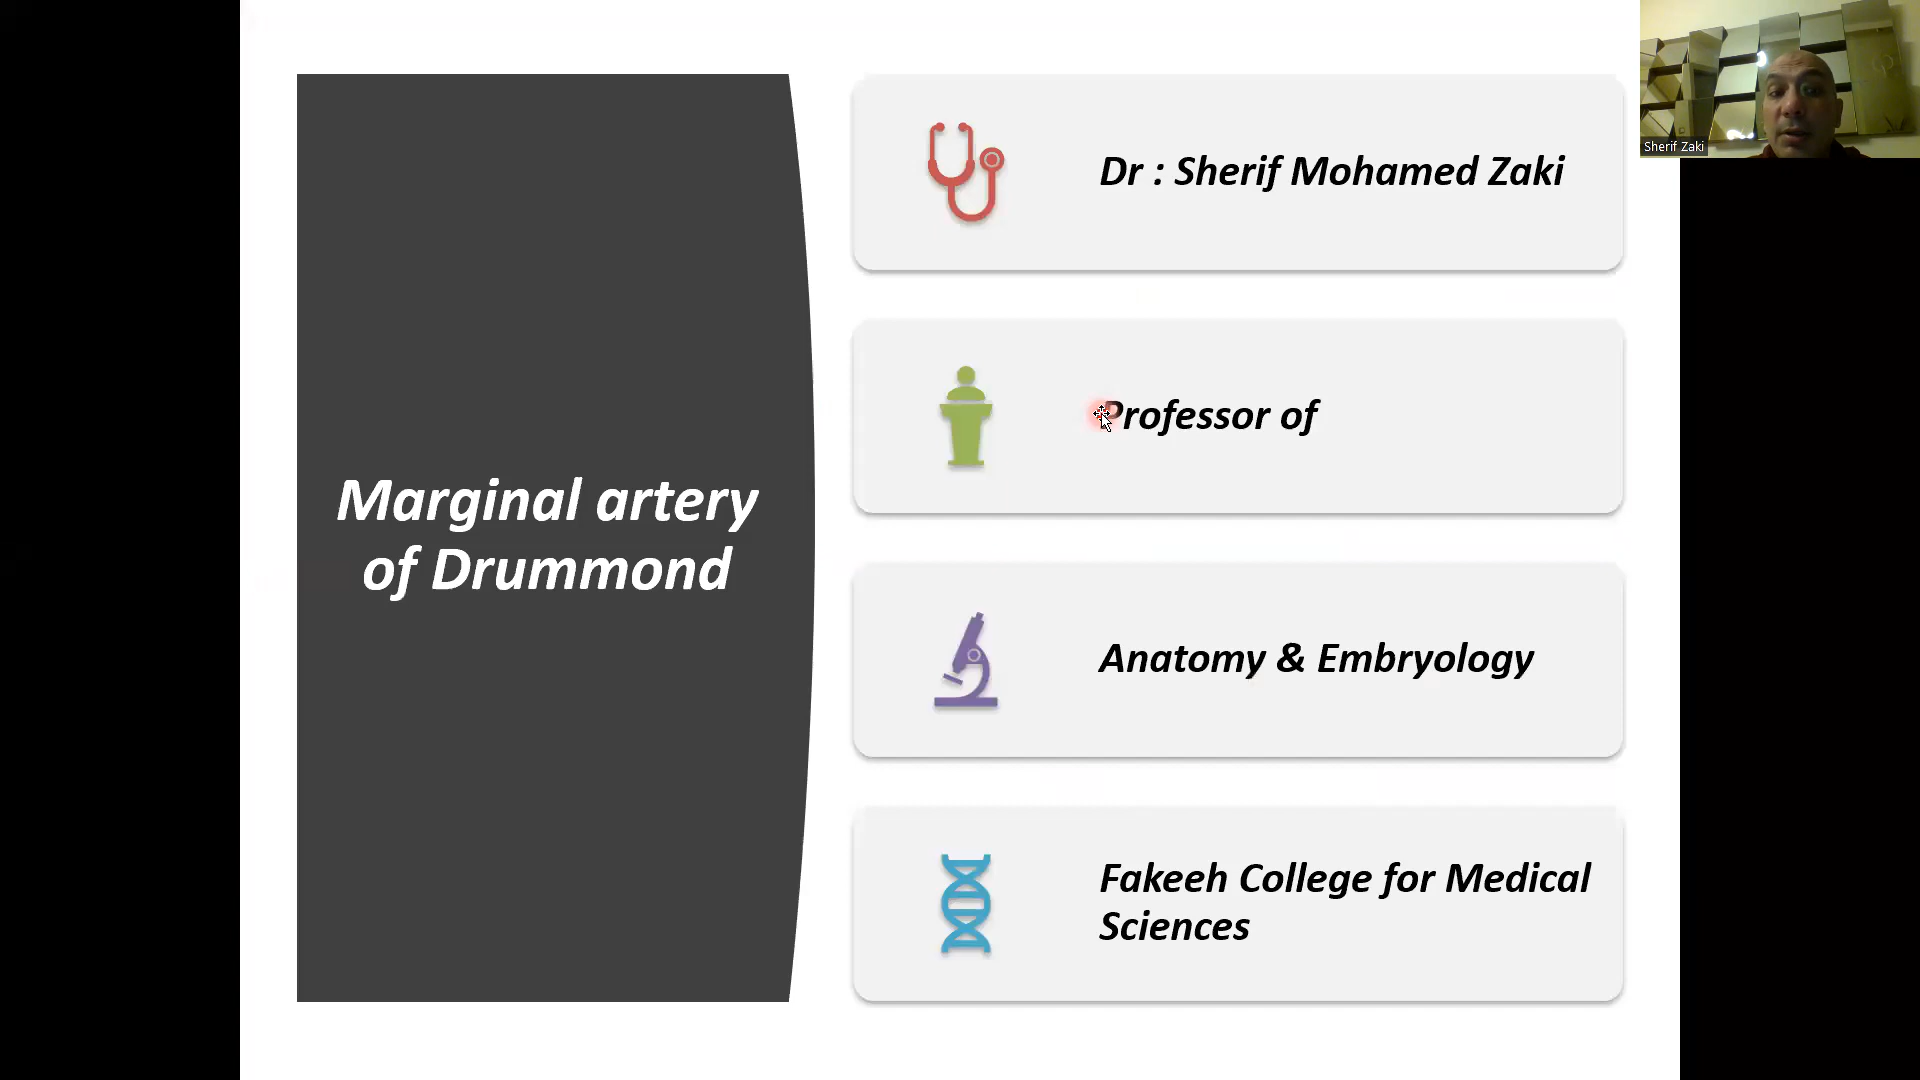 Marginal artery
of Drummond
Dr : Sherif Mohamed Zaki
Professor of
Anatomy & Embryology
Fakeeh College for Medical
Sciences
Sherif Zaki